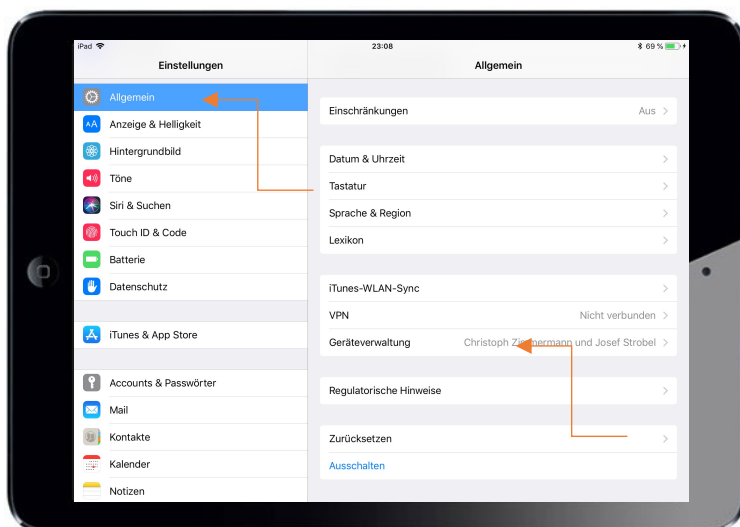 iPad 23:08 69 %
Einstellungen
Allgemein
Anzeige & Helligkeit
Hintergrundbild
Töne
Siri & Suchen
Touch ID & Code
Batterie
Datenschutz
iTunes & App Store
Accounts & Passwörter
Mail
Kontakte
Kalender
Notizen
Allgemein
Einschränkungen Aus
Datum & Uhrzeit
Tastatur
Sprache & Region
Lexikon
iTunes-WLAN-Sync
VPN Nicht verbunden
Geräteverwaltung Christoph Zimmermann und Josef Strobel
Regulatorische Hinweise
Zurücksetzen
Ausschalten